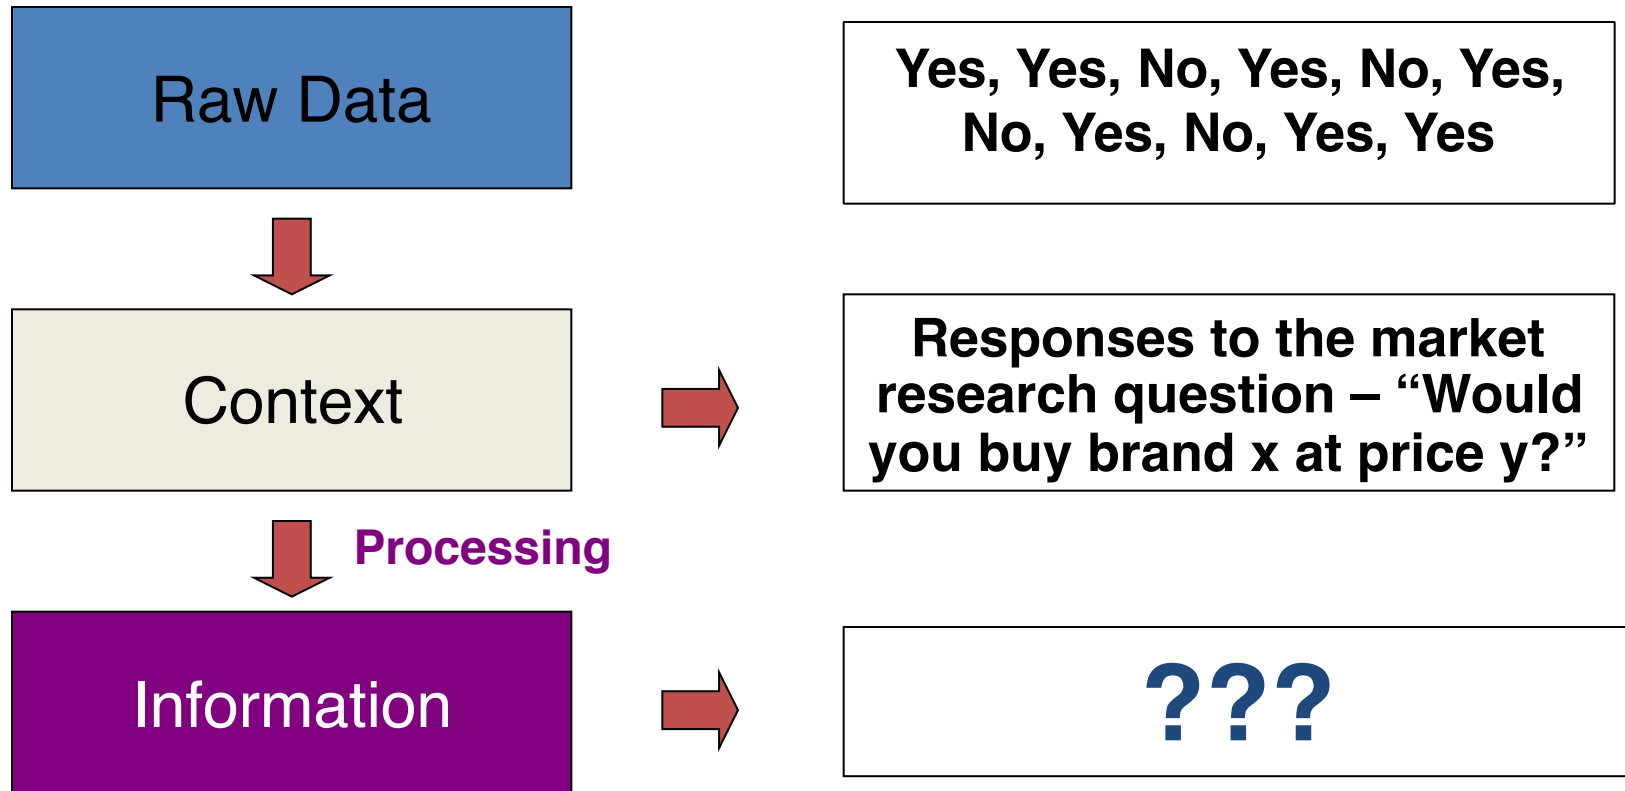 Raw Data
Yes, Yes, No, Yes, No, Yes,
No, Yes, No, Yes, Yes
Context
Responses to the market
research question – “Would
you buy brand x at price y?”
Processing
Information
???